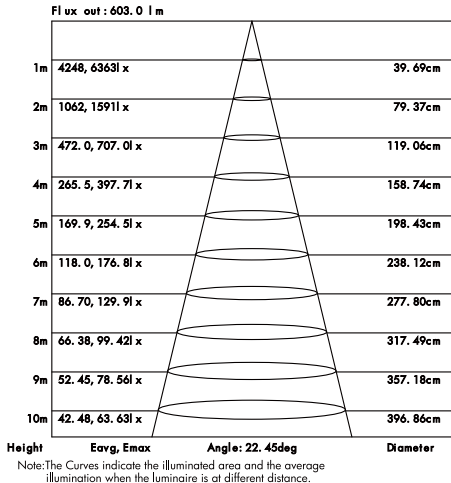 Flux out: 603.0 lm
1m 4248, 6363lx 39.69cm
2m 1062, 1591lx 79.37cm
3m 472.0, 707.0lx 119.06cm
4m 265.5, 397.7lx 158.74cm
5m 169.9, 254.5lx 198.43cm
6m 118.0, 176.8lx 238.12cm
7m 86.70, 129.9lx 277.80cm
8m 66.38, 99.42lx 317.49cm
9m 52.45, 78.56lx 357.18cm
10m 42.48, 63.63lx 396.86cm
Height Eavg, Emax Angle: 22.45deg Diameter
Note:The Curves indicate the illuminated area and the average
illumination when the luminaire is at different distance.